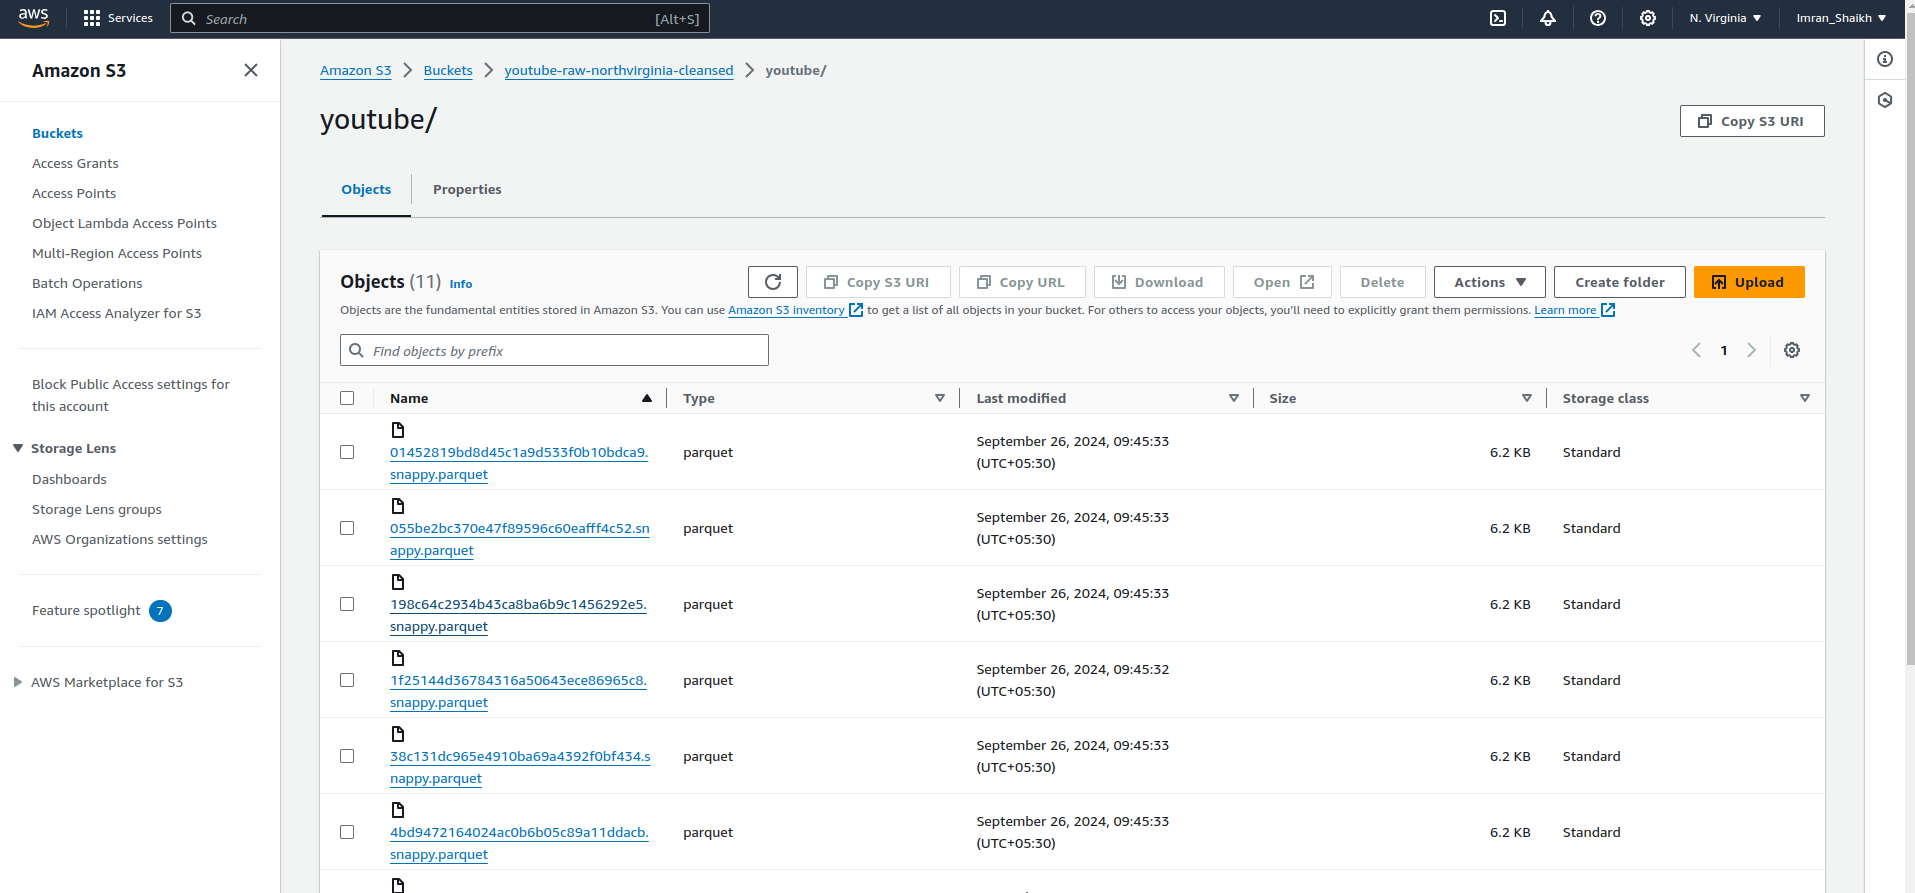 aws
Services
Search
[Alt+S]
N. Virginia
Imran_Shaikh
Amazon S3
Buckets
Access Grants
Access Points
Object Lambda Access Points
Multi-Region Access Points
Batch Operations
IAM Access Analyzer for S3
Block Public Access settings for
this account
Storage Lens
Dashboards
Storage Lens groups
AWS Organizations settings
Feature spotlight 7
AWS Marketplace for S3
Amazon S3 > Buckets > youtube-raw-northvirginia-cleansed > youtube/
youtube/
Copy S3 URI
Objects
Properties
Objects (11) Info
Copy S3 URI
Copy URL
Download
Open
Delete
Actions
Create folder
Upload
Objects are the fundamental entities stored in Amazon S3. You can use Amazon S3 inventory to get a list of all objects in your bucket. For others to access your objects, you'll need to explicitly grant them permissions. Learn more
Find objects by prefix
1
Name Type Last modified Size Storage class
01452819bd8d45c1a9d533f0b10bdca9.
snappy.parquet
parquet
September 26, 2024, 09:45:33
(UTC+05:30)
6.2 KB
Standard
055be2bc370e47f89596c60eafff4c52.sn
appy.parquet
parquet
September 26, 2024, 09:45:33
(UTC+05:30)
6.2 KB
Standard
198c64c2934b43ca8ba6b9c1456292e5.
snappy.parquet
parquet
September 26, 2024, 09:45:33
(UTC+05:30)
6.2 KB
Standard
1f25144d36784316a50643ece86965c8.
snappy.parquet
parquet
September 26, 2024, 09:45:32
(UTC+05:30)
6.2 KB
Standard
38c131dc965e4910ba69a4392f0bf434.s
nappy.parquet
parquet
September 26, 2024, 09:45:33
(UTC+05:30)
6.2 KB
Standard
4bd9472164024ac0b6b05c89a11ddacb.
snappy.parquet
parquet
September 26, 2024, 09:45:33
(UTC+05:30)
6.2 KB
Standard